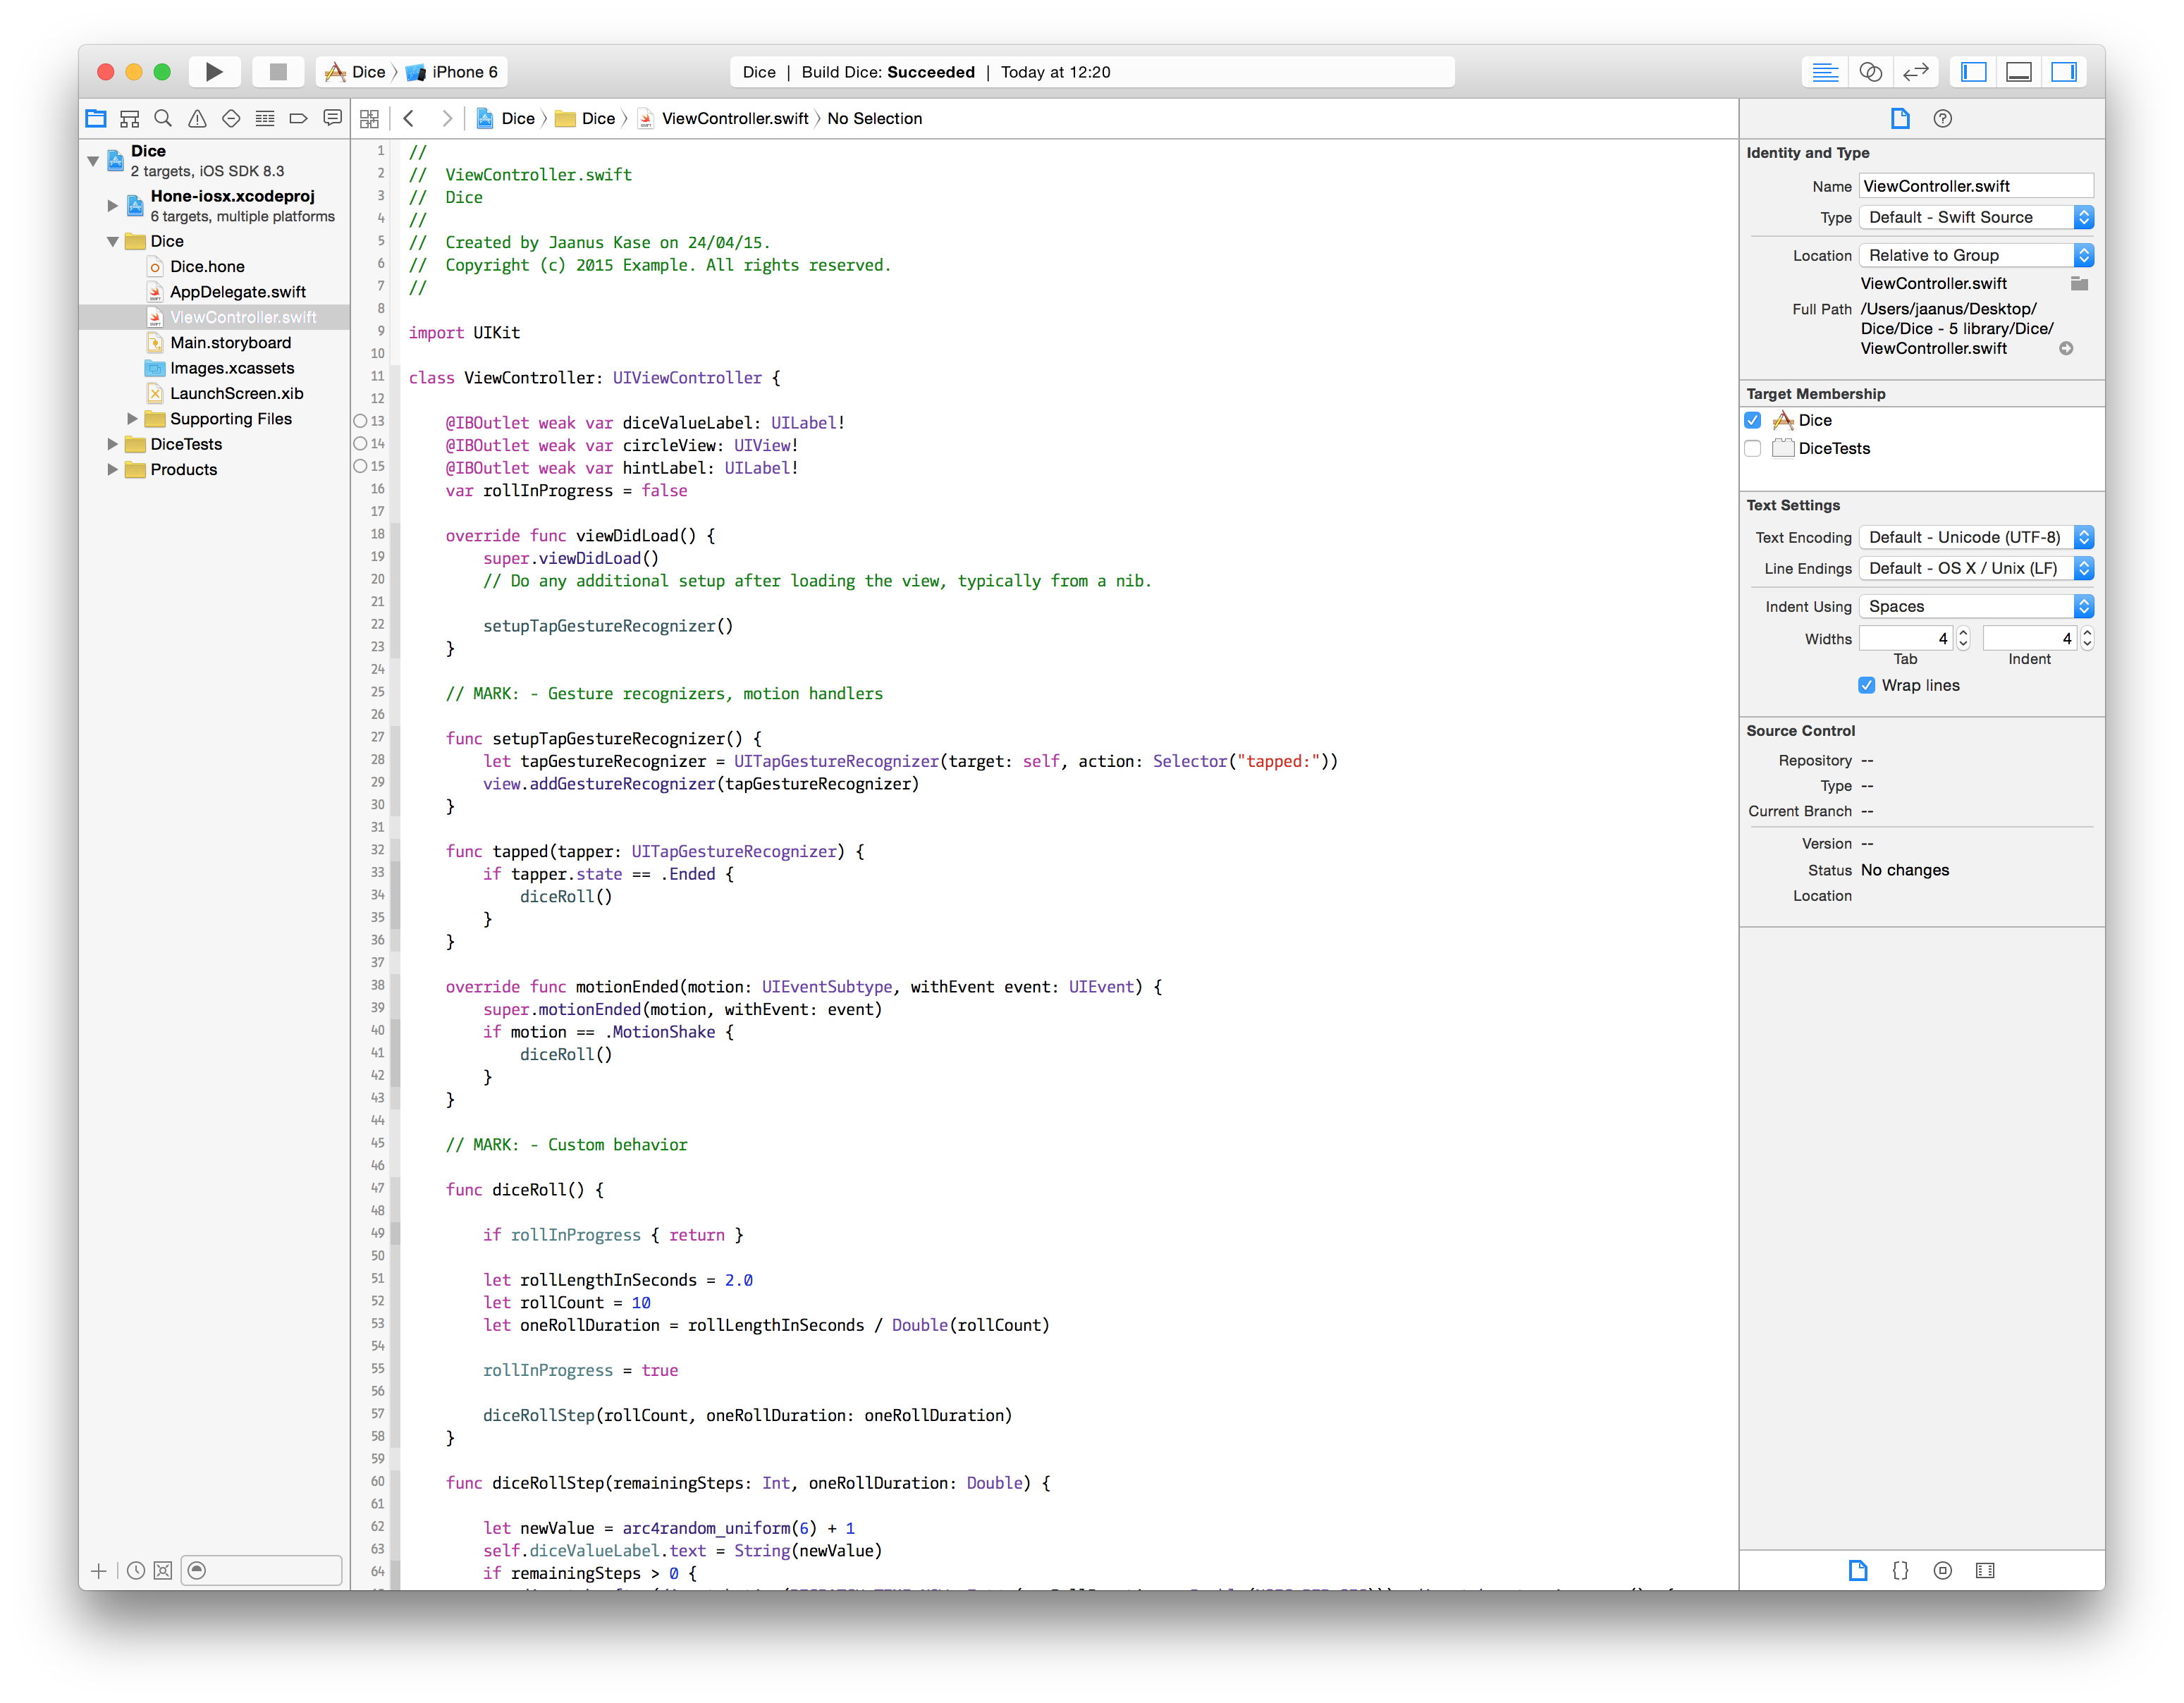 Dice 〉 iPhone 6
Dice | Build Dice: Succeeded | Today at 12:20
Dice 〉 Dice 〉 ViewController.swift 〉 No Selection
Dice
2 targets, iOS SDK 8.3
Hone-iosx.xcodeproj
6 targets, multiple platforms
Dice
Dice.hone
AppDelegate.swift
ViewController.swift
Main.storyboard
Images.xcassets
LaunchScreen.xib
Supporting Files
DiceTests
Products
1 //
2 //  ViewController.swift
3 //  Dice
4 //
5 //  Created by Jaanus Kase on 24/04/15.
6 //  Copyright (c) 2015 Example. All rights reserved.
7 //
8
9 import UIKit
10
11 class ViewController: UIViewController {
12
13     @IBOutlet weak var diceValueLabel: UILabel!
14     @IBOutlet weak var circleView: UIView!
15     @IBOutlet weak var hintLabel: UILabel!
16     var rollInProgress = false
17
18     override func viewDidLoad() {
19         super.viewDidLoad()
20         // Do any additional setup after loading the view, typically from a nib.
21
22         setupTapGestureRecognizer()
23     }
24
25     // MARK: - Gesture recognizers, motion handlers
26
27     func setupTapGestureRecognizer() {
28         let tapGestureRecognizer = UITapGestureRecognizer(target: self, action: Selector("tapped:"))
29         view.addGestureRecognizer(tapGestureRecognizer)
30     }
31
32     func tapped(tapper: UITapGestureRecognizer) {
33         if tapper.state == .Ended {
34             diceRoll()
35         }
36     }
37
38     override func motionEnded(motion: UIEventSubtype, withEvent event: UIEvent) {
39         super.motionEnded(motion, withEvent: event)
40         if motion == .MotionShake {
41             diceRoll()
42         }
43     }
44
45     // MARK: - Custom behavior
46
47     func diceRoll() {
48
49         if rollInProgress { return }
50
51         let rollLengthInSeconds = 2.0
52         let rollCount = 10
53         let oneRollDuration = rollLengthInSeconds / Double(rollCount)
54
55         rollInProgress = true
56
57         diceRollStep(rollCount, oneRollDuration: oneRollDuration)
58     }
59
60     func diceRollStep(remainingSteps: Int, oneRollDuration: Double) {
61
62         let newValue = arc4random_uniform(6) + 1
63         self.diceValueLabel.text = String(newValue)
64         if remainingSteps > 0 {
Identity and Type
Name ViewController.swift
Type Default - Swift Source
Location Relative to Group
ViewController.swift
Full Path /Users/jaanus/Desktop/
Dice/Dice - 5 library/Dice/
ViewController.swift
Target Membership
Dice
DiceTests
Text Settings
Text Encoding Default - Unicode (UTF-8)
Line Endings Default - OS X / Unix (LF)
Indent Using Spaces
Widths 4 4
Tab Indent
Wrap lines
Source Control
Repository --
Type --
Current Branch --
Version --
Status No changes
Location